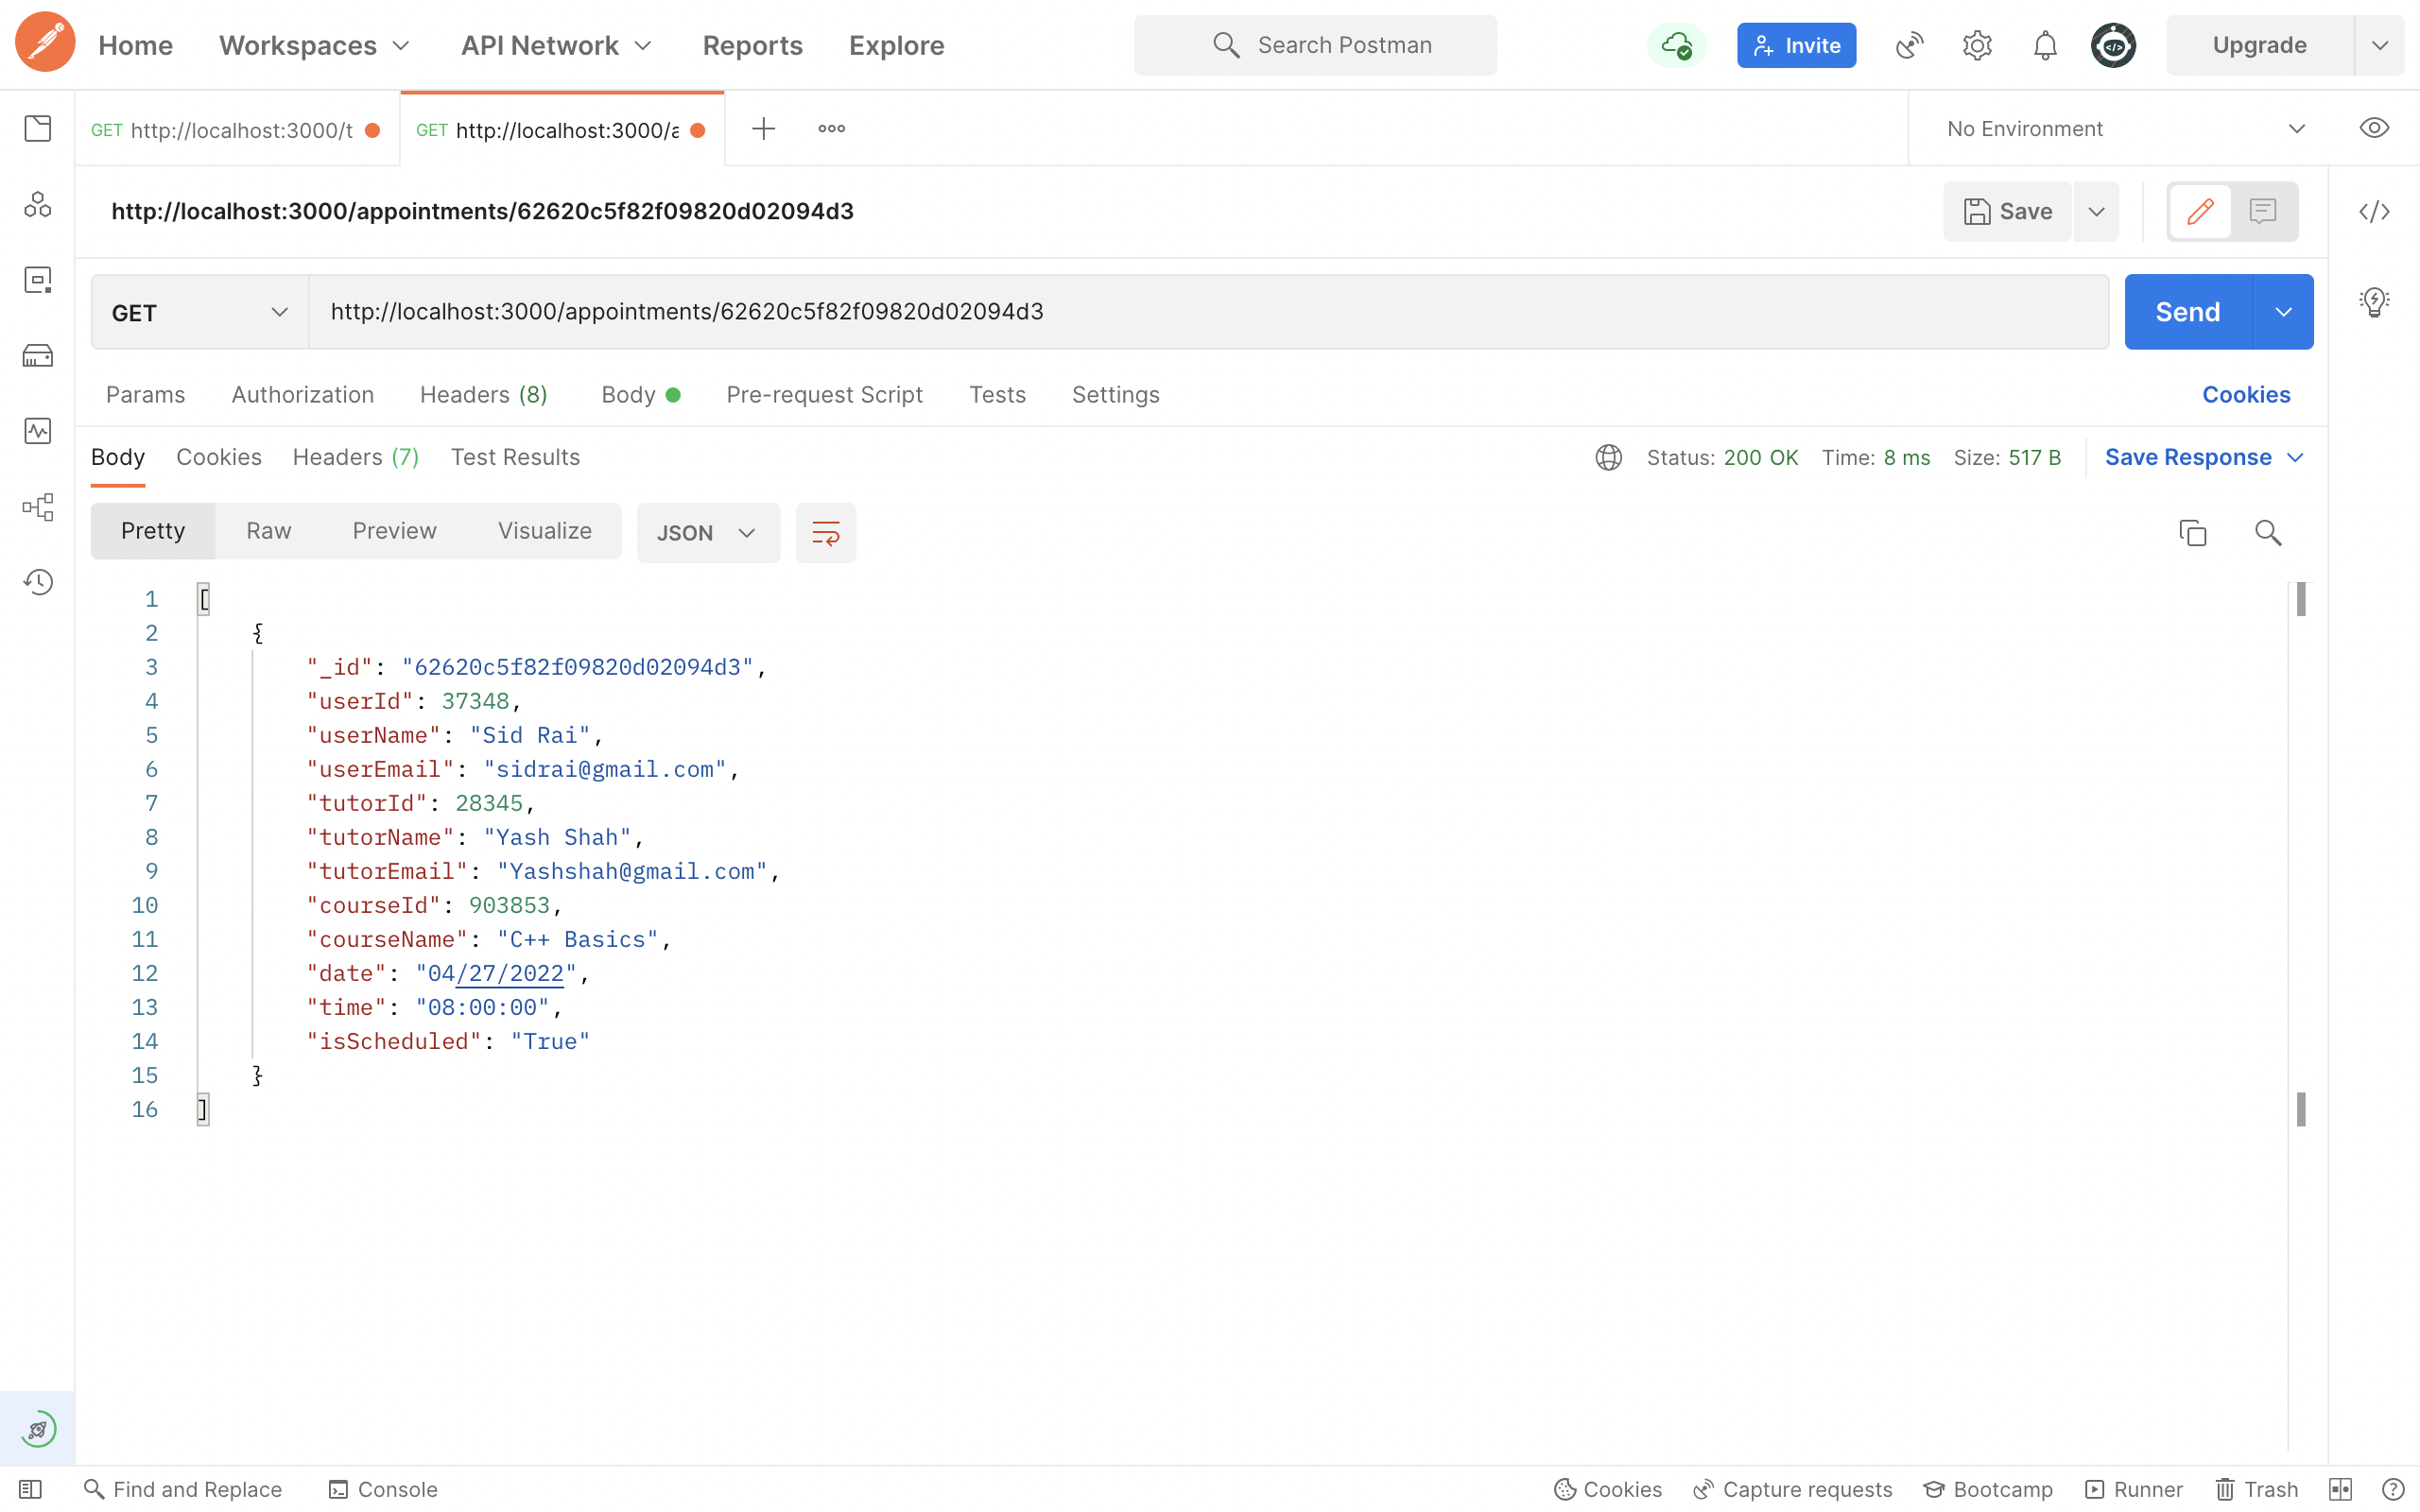 Home Workspaces API Network Reports Explore Search Postman Invite Upgrade
GET http://localhost:3000/t GET http://localhost:3000/a No Environment
http://localhost:3000/appointments/62620c5f82f09820d02094d3 Save
GET http://localhost:3000/appointments/62620c5f82f09820d02094d3 Send
Params Authorization Headers (8) Body Pre-request Script Tests Settings Cookies
Body Cookies Headers (7) Test Results Status: 200 OK Time: 8 ms Size: 517 B Save Response
Pretty Raw Preview Visualize JSON
1 [
2 {
3 "_id": "62620c5f82f09820d02094d3",
4 "userId": 37348,
5 "userName": "Sid Rai",
6 "userEmail": "sidrai@gmail.com",
7 "tutorId": 28345,
8 "tutorName": "Yash Shah",
9 "tutorEmail": "Yashshah@gmail.com",
10 "courseId": 903853,
11 "courseName": "C++ Basics",
12 "date": "04/27/2022",
13 "time": "08:00:00",
14 "isScheduled": "True"
15 }
16 ]
Find and Replace Console Cookies Capture requests Bootcamp Runner Trash